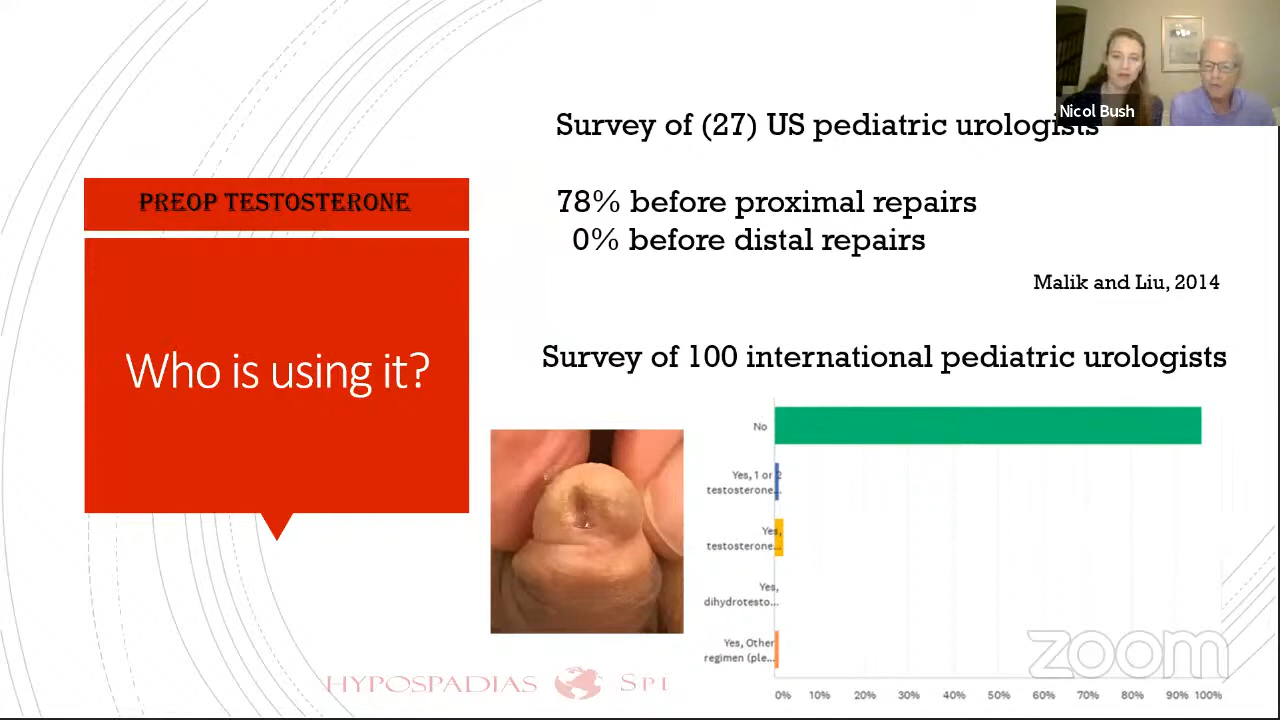 Nicol Bush
Survey of (27) US pediatric urologists
PREOP TESTOSTERONE
78% before proximal repairs
0% before distal repairs
Malik and Liu, 2014
Who is using it?
Survey of 100 international pediatric urologists
No
Yes, 1 or 2
testosterone...
Yes,
testosterone...
Yes,
dihydrotesto...
Yes, Other
regimen (ple...
zoom
HYPOSPADIAS
0% 10% 20% 30% 40% 50% 60% 70% 80% 90% 100%